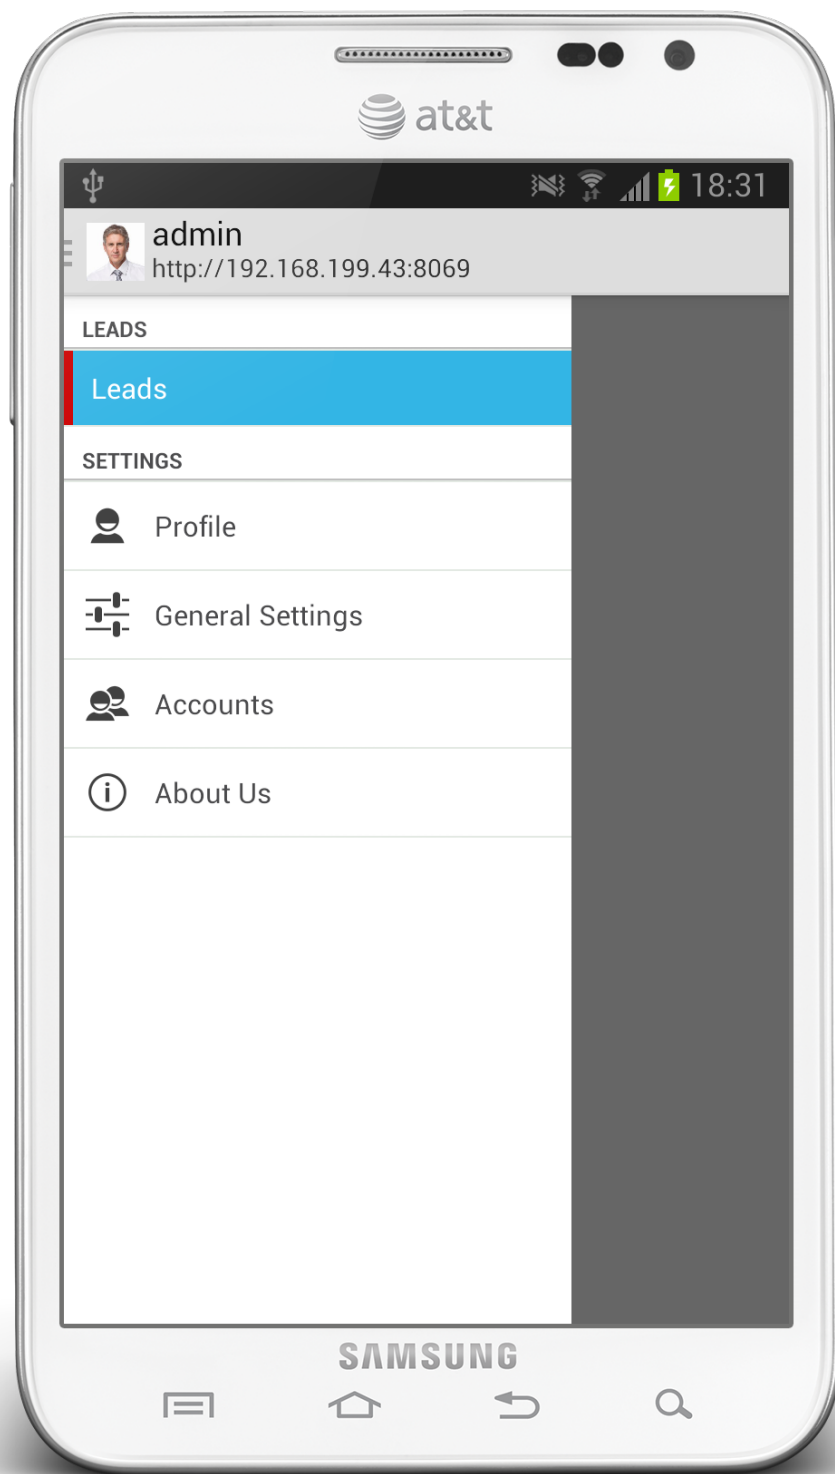 at&t
18:31
admin
http://192.168.199.43:8069
LEADS
Leads
SETTINGS
Profile
General Settings
Accounts
About Us
SAMSUNG